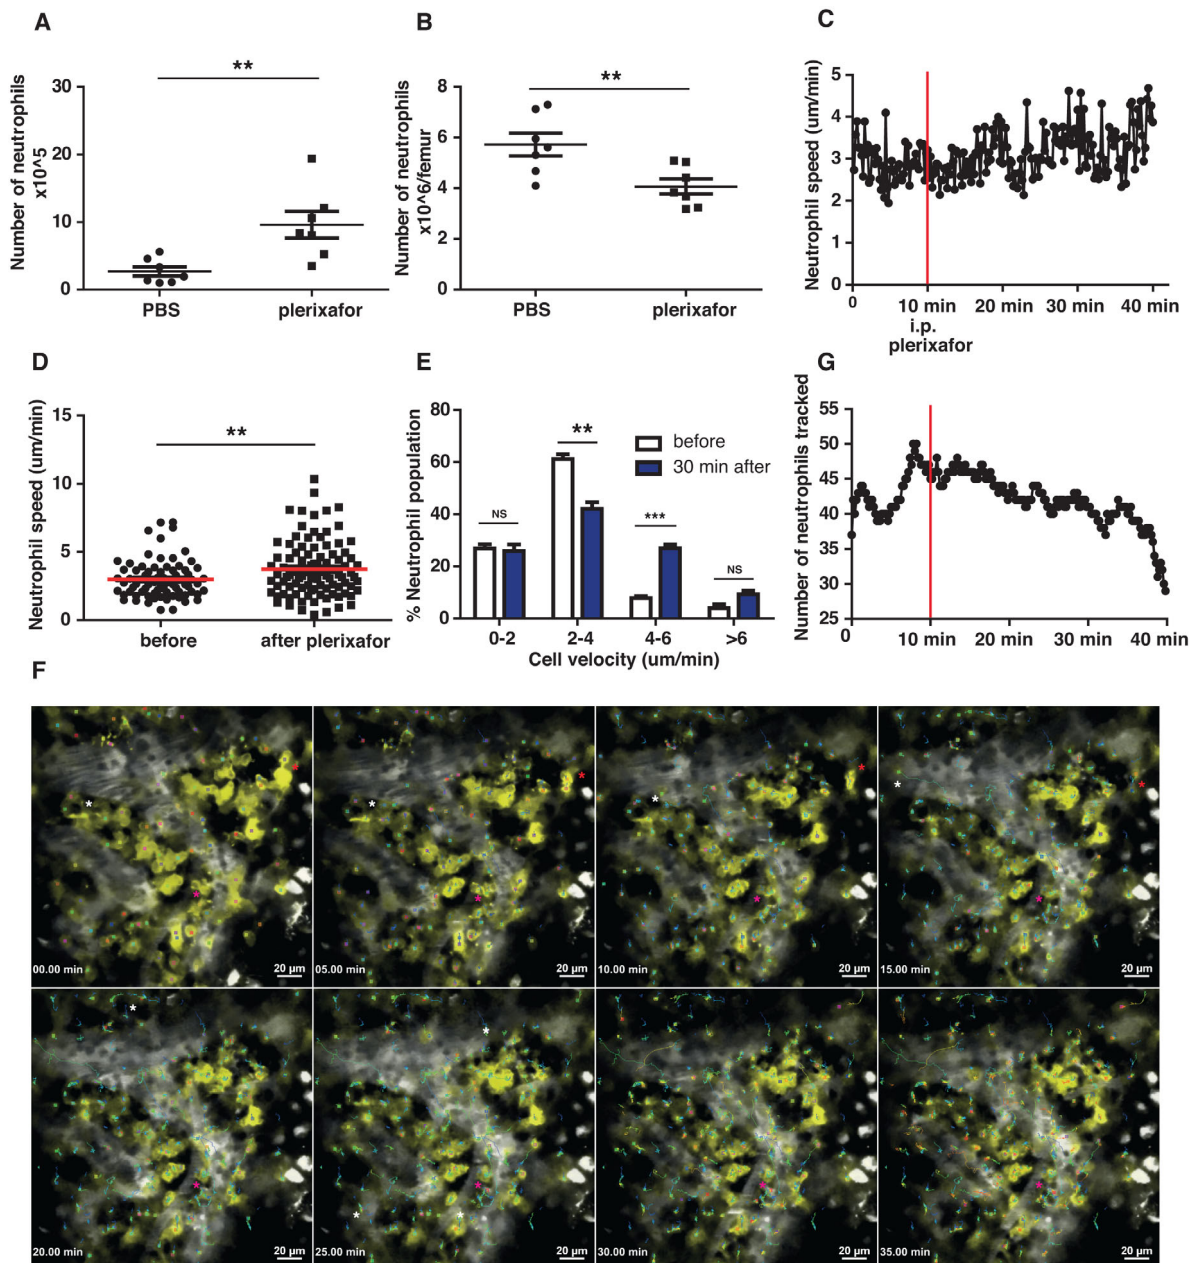 A
**
Number of neutrophils
x10^5
30
20
10
0
PBS
plerixafor
B
**
Number of neutrophils
x10^6/femur
8
6
4
2
0
PBS
plerixafor
C
Neutrophil speed (um/min)
5
4
3
2
1
0
0
10 min
20 min
30 min
40 min
i.p.
plerixafor
D
**
Neutrophil speed (um/min)
15
10
5
0
before
after plerixafor
E
% Neutrophil population
80
60
40
20
0
NS
**
***
NS
before
30 min after
0-2
2-4
4-6
>6
Cell velocity (um/min)
G
Number of neutrophils tracked
55
50
45
40
35
30
25
0
10 min
20 min
30 min
40 min
F
00.00 min
20 µm
05.00 min
20 µm
10.00 min
20 µm
15.00 min
20 µm
20.00 min
20 µm
25.00 min
20 µm
30.00 min
20 µm
35.00 min
20 µm